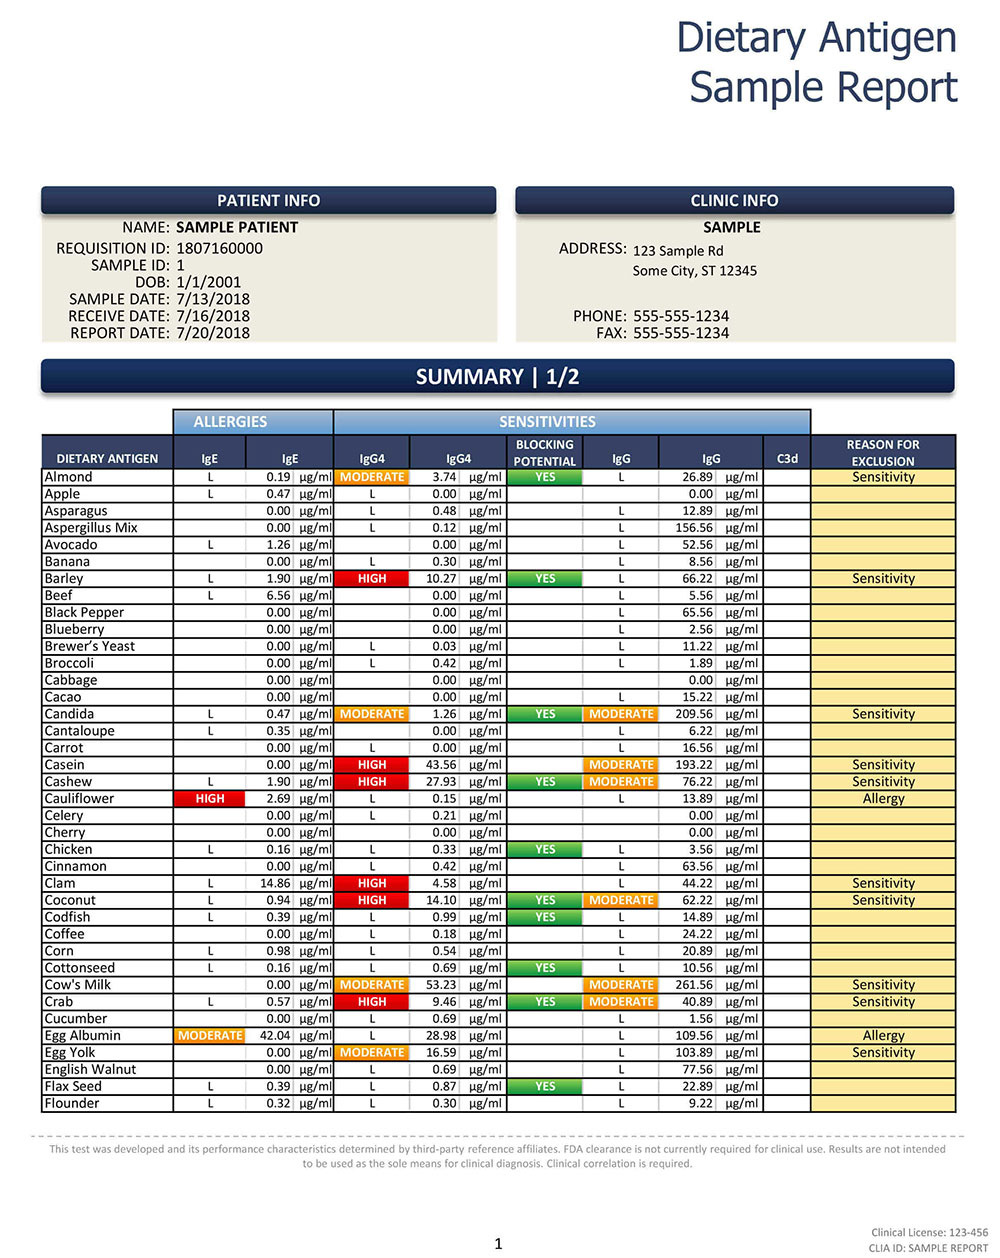 Dietary Antigen
Sample Report
PATIENT INFO
NAME: SAMPLE PATIENT
REQUISITION ID: 1807160000
SAMPLE ID: 1
DOB: 1/1/2001
SAMPLE DATE: 7/13/2018
RECEIVE DATE: 7/16/2018
REPORT DATE: 7/20/2018
CLINIC INFO
SAMPLE
ADDRESS: 123 Sample Rd
Some City, ST 12345
PHONE: 555-555-1234
FAX: 555-555-1234
SUMMARY | 1/2
ALLERGIES SENSITIVITIES
DIETARY ANTIGEN IgE IgE IgG4 IgG4 BLOCKING POTENTIAL IgG IgG C3d REASON FOR EXCLUSION
Almond L 0.19 µg/ml MODERATE 3.74 µg/ml YES L 26.89 µg/ml Sensitivity
Apple L 0.47 µg/ml L 0.00 µg/ml 0.00 µg/ml
Asparagus 0.00 µg/ml L 0.48 µg/ml L 12.89 µg/ml
Aspergillus Mix 0.00 µg/ml L 0.12 µg/ml L 156.56 µg/ml
Avocado L 1.26 µg/ml 0.00 µg/ml L 52.56 µg/ml
Banana 0.00 µg/ml L 0.30 µg/ml L 8.56 µg/ml
Barley L 1.90 µg/ml HIGH 10.27 µg/ml YES L 66.22 µg/ml Sensitivity
Beef L 6.56 µg/ml 0.00 µg/ml L 5.56 µg/ml
Black Pepper 0.00 µg/ml 0.00 µg/ml L 65.56 µg/ml
Blueberry 0.00 µg/ml 0.00 µg/ml L 2.56 µg/ml
Brewer’s Yeast 0.00 µg/ml L 0.03 µg/ml L 11.22 µg/ml
Broccoli 0.00 µg/ml L 0.42 µg/ml L 1.89 µg/ml
Cabbage 0.00 µg/ml 0.00 µg/ml 0.00 µg/ml
Cacao 0.00 µg/ml 0.00 µg/ml L 15.22 µg/ml
Candida L 0.47 µg/ml MODERATE 1.26 µg/ml YES MODERATE 209.56 µg/ml Sensitivity
Cantaloupe L 0.35 µg/ml 0.00 µg/ml L 6.22 µg/ml
Carrot 0.00 µg/ml L 0.00 µg/ml L 16.56 µg/ml
Casein 0.00 µg/ml HIGH 43.56 µg/ml MODERATE 193.22 µg/ml Sensitivity
Cashew L 1.90 µg/ml HIGH 27.93 µg/ml YES MODERATE 76.22 µg/ml Sensitivity
Cauliflower HIGH 2.69 µg/ml L 0.15 µg/ml L 13.89 µg/ml Allergy
Celery 0.00 µg/ml L 0.21 µg/ml 0.00 µg/ml
Cherry 0.00 µg/ml 0.00 µg/ml 0.00 µg/ml
Chicken L 0.16 µg/ml L 0.33 µg/ml YES L 3.56 µg/ml
Cinnamon 0.00 µg/ml L 0.42 µg/ml L 63.56 µg/ml
Clam L 14.86 µg/ml HIGH 4.58 µg/ml L 44.22 µg/ml Sensitivity
Coconut L 0.94 µg/ml HIGH 14.10 µg/ml YES MODERATE 62.22 µg/ml Sensitivity
Codfish L 0.39 µg/ml L 0.99 µg/ml YES L 14.89 µg/ml
Coffee 0.00 µg/ml L 0.18 µg/ml L 24.22 µg/ml
Corn L 0.98 µg/ml L 0.54 µg/ml L 20.89 µg/ml
Cottonseed L 0.16 µg/ml L 0.69 µg/ml YES L 10.56 µg/ml
Cow's Milk 0.00 µg/ml MODERATE 53.23 µg/ml MODERATE 261.56 µg/ml Sensitivity
Crab L 0.57 µg/ml HIGH 9.46 µg/ml YES MODERATE 40.89 µg/ml Sensitivity
Cucumber 0.00 µg/ml L 0.69 µg/ml L 1.56 µg/ml
Egg Albumin MODERATE 42.04 µg/ml L 28.98 µg/ml L 109.56 µg/ml Allergy
Egg Yolk 0.00 µg/ml MODERATE 16.59 µg/ml L 103.89 µg/ml Sensitivity
English Walnut 0.00 µg/ml L 0.69 µg/ml L 77.56 µg/ml
Flax Seed L 0.39 µg/ml L 0.87 µg/ml YES L 22.89 µg/ml
Flounder L 0.32 µg/ml L 0.30 µg/ml L 9.22 µg/ml
This test was developed and its performance characteristics determined by third-party reference affiliates. FDA clearance is not currently required for clinical use. Results are not intended
to be used as the sole means for clinical diagnosis. Clinical correlation is required.
1
Clinical License: 123-456
CLIA ID: SAMPLE REPORT